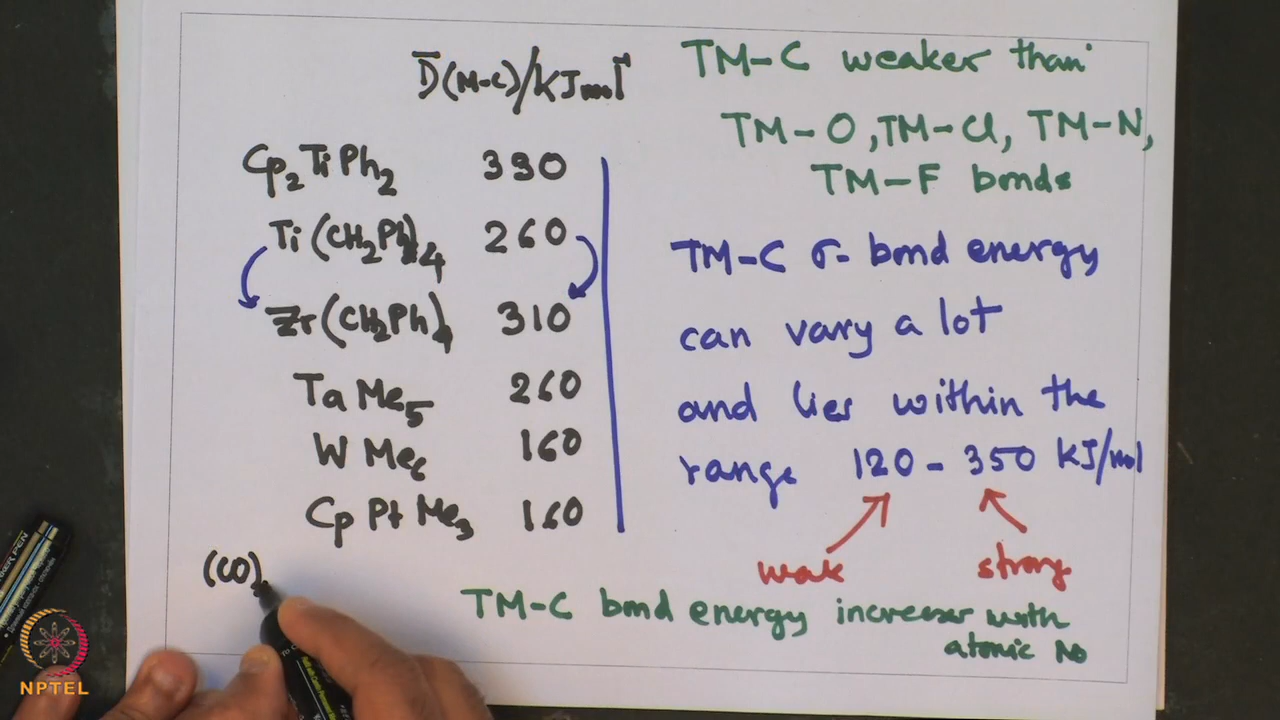 D̄(M-C)/kJmol⁻¹
Cp₂TiPh₂ 330
Ti(CH₂Ph)₄ 260
Zr(CH₂Ph)₄ 310
TaMe₅ 260
WMe₆ 160
CpPtMe₃ 160
(CO)
TM-C weaker than
TM-O, TM-Cl, TM-N,
TM-F bonds
TM-C σ- bond energy
can vary a lot
and lies within the
range 120 - 350 KJ/mol
weak strong
TM-C bond energy increases with
atomic No
NPTEL